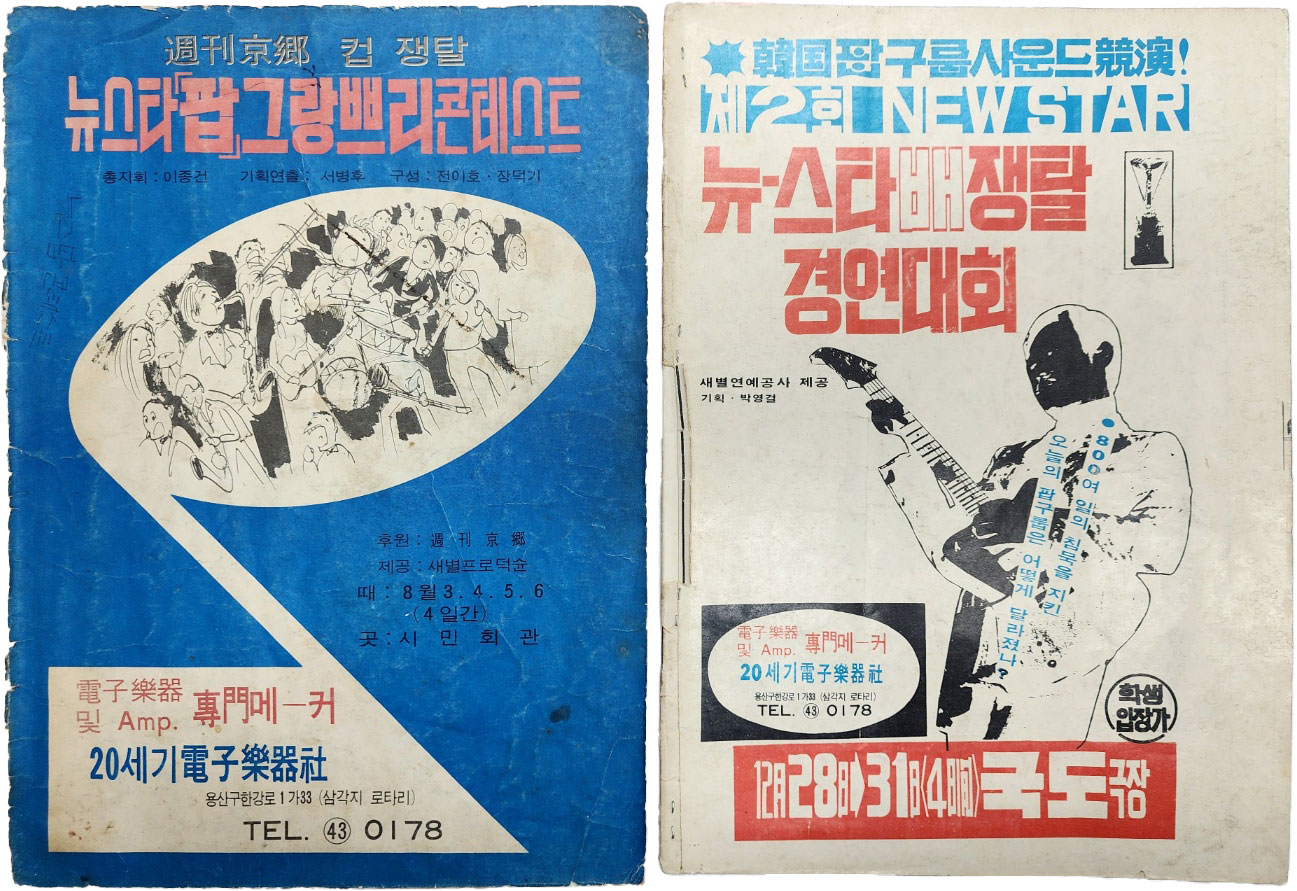 週刊京郷 컵 쟁탈
뉴스타「팝」그랑쁘리콘테스트
총지휘 : 이종건 기획연출 : 서병후 구성 : 전이호 · 장덕기
후원 : 週刊京鄕
제공 : 새별프로덕슌
때 : 8월 3. 4. 5. 6
(4일간)
곳 : 시민회관
電子樂器
및 Amp. 專門메ー커
20세기電子樂器社
용산구한강로1가33 (삼각지 로타리)
TEL. ㊸ 0178
韓国팝구룹사운드競演!
제2회 NEW STAR
뉴-스타배쟁탈
경연대회
새별연예공사 제공
기획 · 박영걸
●800여 일의 침묵을 지킨
오늘의 팝구룹은 어떻게 달라졌나?
電子樂器
및 Amp. 專門메ー커
20세기電子樂器社
용산구한강로1가33 (삼각지 로타리)
TEL. ㊸ 0178
학생
입장가
12月28日▶31日〈4日間〉국도극장